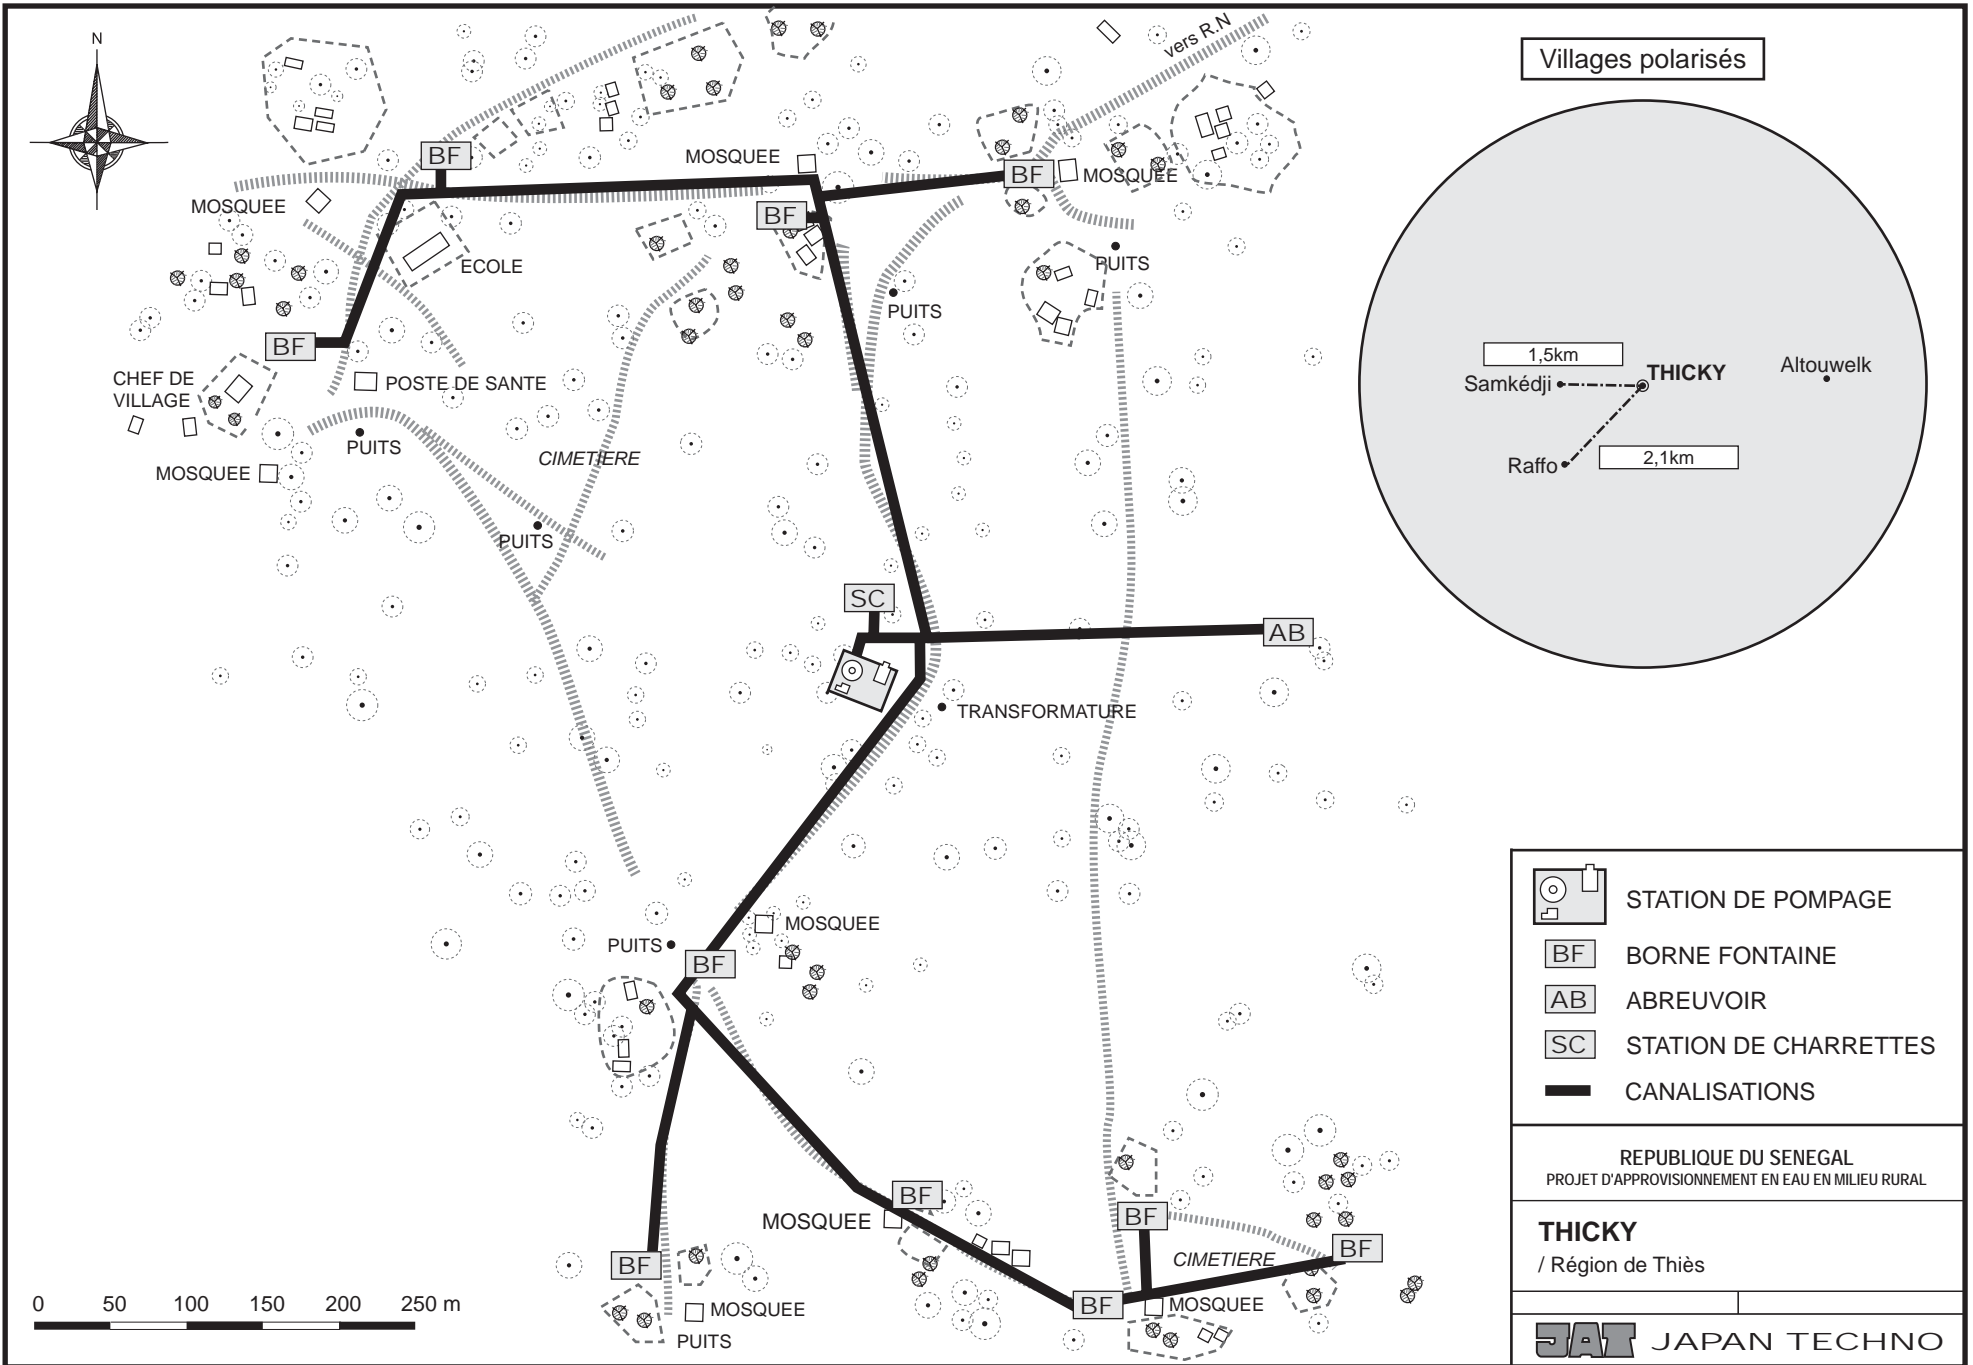 N
vers R.N
Villages polarisés
BF
MOSQUEE
BF
MOSQUEE
MOSQUEE
BF
ECOLE
PUITS
PUITS
BF
CHEF DE
VILLAGE
POSTE DE SANTE
PUITS
MOSQUEE
CIMETIERE
PUITS
1,5km
Samkédji
THICKY
Altouwelk
Raffo
2,1km
SC
AB
TRANSFORMATURE
MOSQUEE
PUITS
BF
BF
MOSQUEE
BF
CIMETIERE
BF
BF
BF
MOSQUEE
MOSQUEE
PUITS
0 50 100 150 200 250 m
STATION DE POMPAGE
BF BORNE FONTAINE
AB ABREUVOIR
SC STATION DE CHARRETTES
CANALISATIONS
REPUBLIQUE DU SENEGAL
PROJET D'APPROVISIONNEMENT EN EAU EN MILIEU RURAL
THICKY
/ Région de Thiès
JAT JAPAN TECHNO